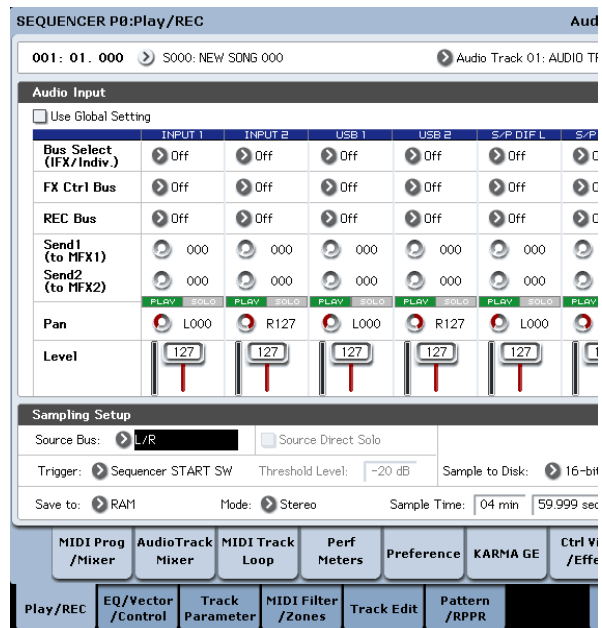 SEQUENCER P0:Play/REC Aud
001: 01. 000 S000: NEW SONG 000 Audio Track 01: AUDIO TR
Audio Input
Use Global Setting
INPUT 1 INPUT 2 USB 1 USB 2 S/P DIF L S/P
Bus Select
(IFX/Indiv.) Off Off Off Off Off
FX Ctrl Bus Off Off Off Off Off
REC Bus Off Off Off Off Off
Send1
(to MFX1) 000 000 000 000 000
Send2
(to MFX2) 000 000 000 000 000
PLAY SOLO PLAY SOLO PLAY SOLO PLAY SOLO PLAY SOLO PLAY
Pan L000 R127 L000 R127 L000
Level 127 127 127 127 127 1
Sampling Setup
Source Bus: L/R Source Direct Solo
Trigger: Sequencer START SW Threshold Level: -20 dB Sample to Disk: 16-bit
Save to: RAM Mode: Stereo Sample Time: 04 min 59.999 sec
MIDI Prog
/Mixer
AudioTrack
Mixer
MIDI Track
Loop
Perf
Meters
Preference
KARMA GE
Ctrl Vi
/Effe
Play/REC
EQ/Vector
/Control
Track
Parameter
MIDI Filter
/Zones
Track Edit
Pattern
/RPPR